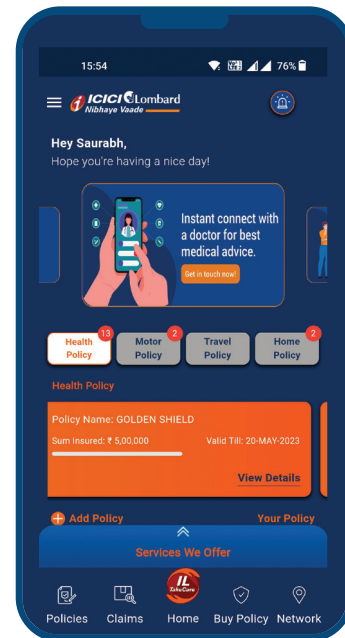 15:54
76%
ICICI Lombard
Nibhaye Vaade
Hey Saurabh,
Hope you're having a nice day!
Instant connect with
a doctor for best
medical advice.
Get in touch now!
13
2
2
Health
Policy
Motor
Policy
Travel
Policy
Home
Policy
Health Policy
Policy Name: GOLDEN SHIELD
Sum Insured: ₹ 5,00,000
Valid Till: 20-MAY-2023
View Details
Add Policy
Your Policy
Services We Offer
IL
TakeCare
Policies
Claims
Home
Buy Policy
Network